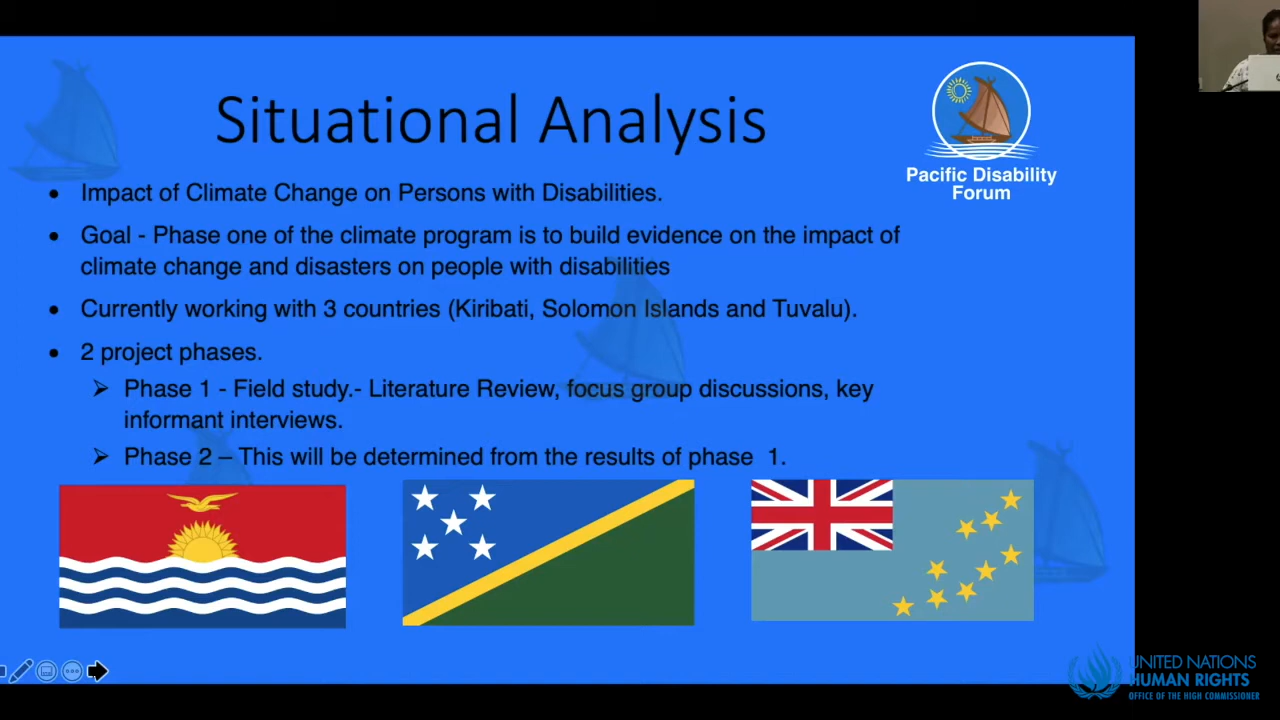 Situational Analysis
Pacific Disability
Forum
• Impact of Climate Change on Persons with Disabilities.
• Goal - Phase one of the climate program is to build evidence on the impact of
climate change and disasters on people with disabilities
• Currently working with 3 countries (Kiribati, Solomon Islands and Tuvalu).
• 2 project phases.
➢ Phase 1 - Field study.- Literature Review, focus group discussions, key
informant interviews.
➢ Phase 2 – This will be determined from the results of phase  1.
UNITED NATIONS
HUMAN RIGHTS
OFFICE OF THE HIGH COMMISSIONER